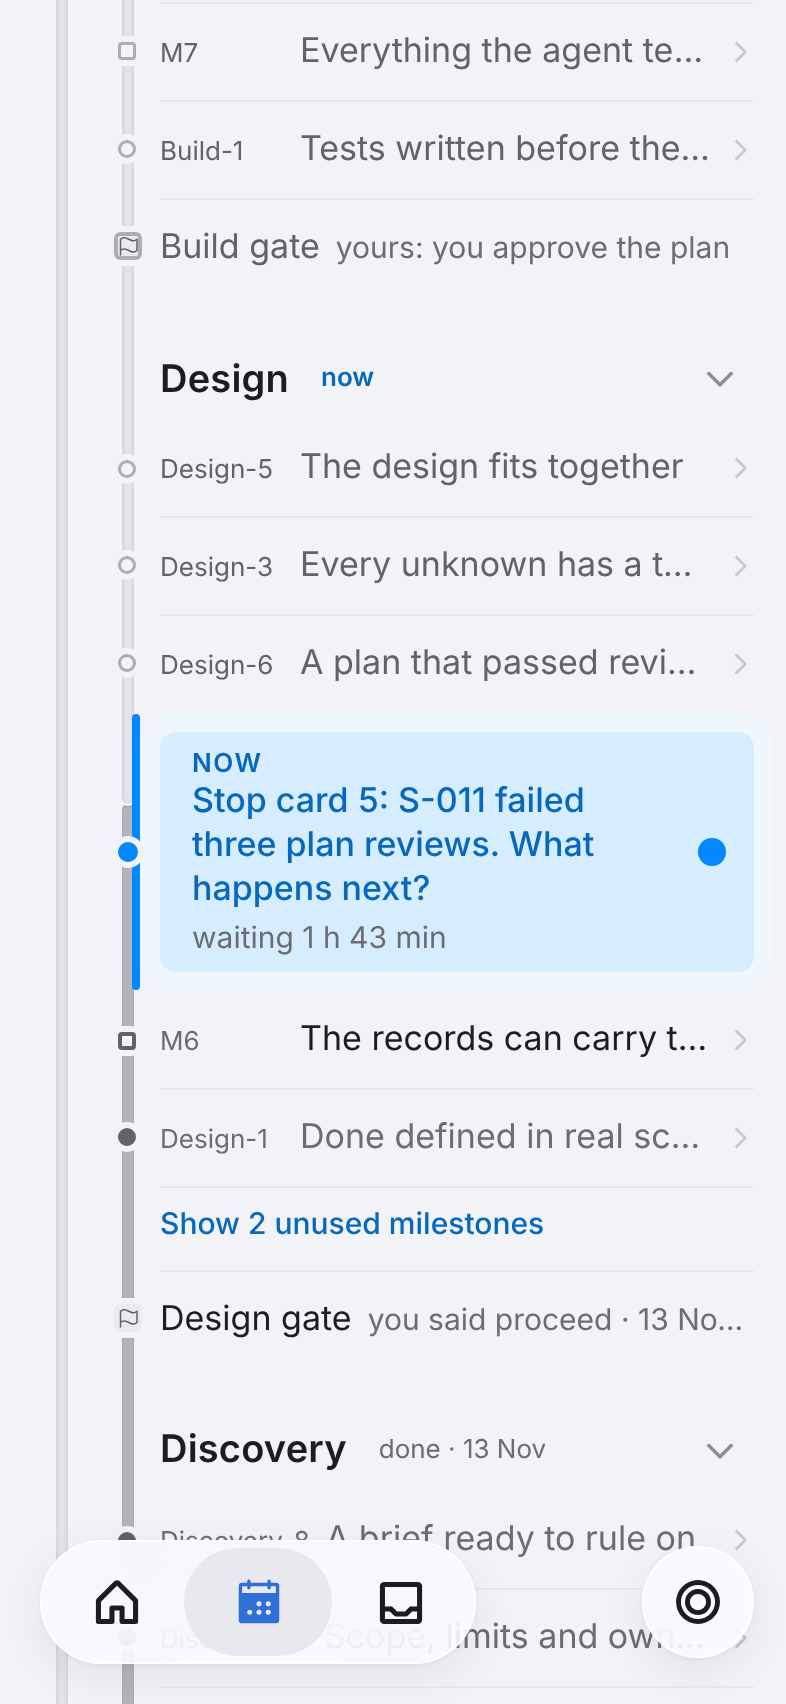 M7 Everything the agent te...
Build-1 Tests written before the...
Build gate yours: you approve the plan
Design now
Design-5 The design fits together
Design-3 Every unknown has a t...
Design-6 A plan that passed revi...
NOW
Stop card 5: S-011 failed
three plan reviews. What
happens next?
waiting 1 h 43 min
M6 The records can carry t...
Design-1 Done defined in real sc...
Show 2 unused milestones
Design gate you said proceed · 13 No...
Discovery done · 13 Nov
Discovery-8 A brief ready to rule on
Scope, limits and own...